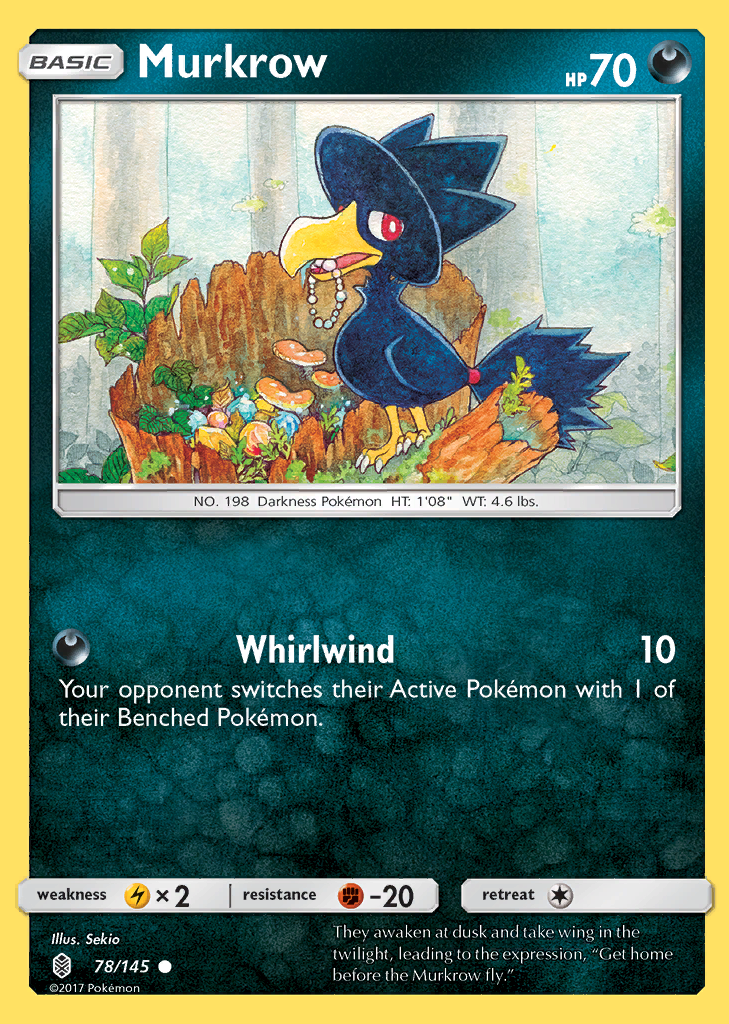 BASIC Murkrow HP 70
NO. 198 Darkness Pokémon HT: 1'08" WT: 4.6 lbs.
Whirlwind 10
Your opponent switches their Active Pokémon with 1 of
their Benched Pokémon.
weakness × 2 resistance -20 retreat
Illus. Sekio
78/145
©2017 Pokémon
They awaken at dusk and take wing in the
twilight, leading to the expression, “Get home
before the Murkrow fly.”